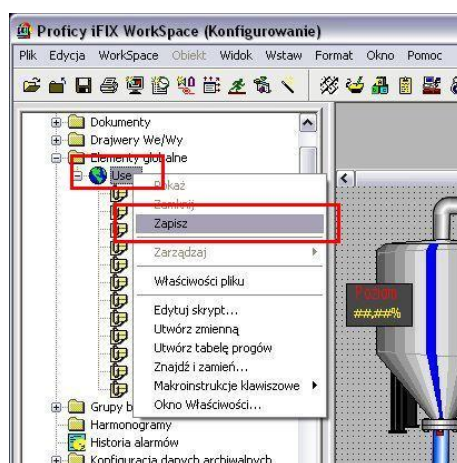 Proficy iFIX WorkSpace (Konfigurowanie)
Plik Edycja WorkSpace Obiekt Widok Wstaw Format Okno Pomoc
Dokumenty
Drajwery We/Wy
Elementy globalne
Use
Pokaż
Zamknij
Zapisz
Zarządzaj
Właściwości pliku
Edytuj skrypt...
Utwórz zmienną
Utwórz tabelę progów
Znajdź i zamień...
Makroinstrukcje klawiszowe
Okno Właściwości...
Poziom
##,##%
Grupy b
Harmonogramy
Historia alarmów
Konfiguracja danych archiwalnych